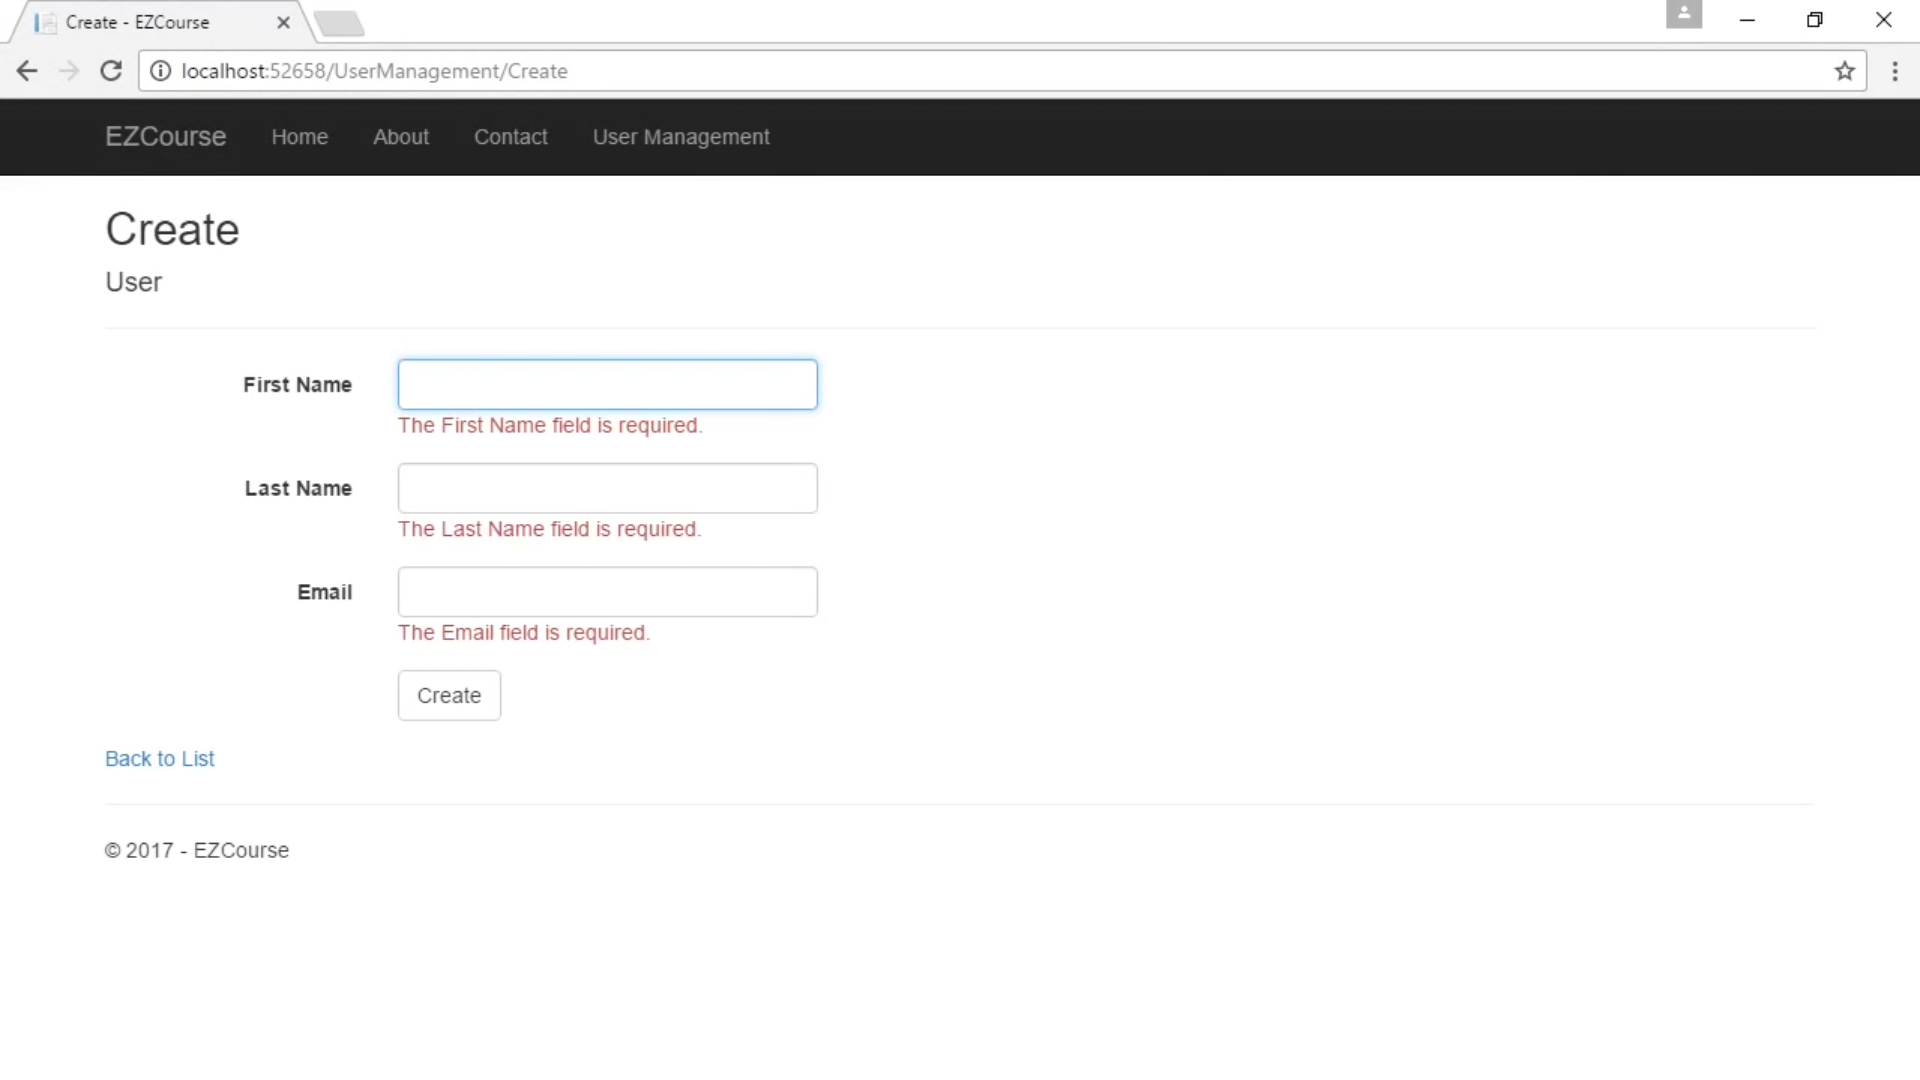 Create - EZCourse
localhost:52658/UserManagement/Create
EZCourse Home About Contact User Management
Create
User
First Name
The First Name field is required.
Last Name
The Last Name field is required.
Email
The Email field is required.
Create
Back to List
© 2017 - EZCourse